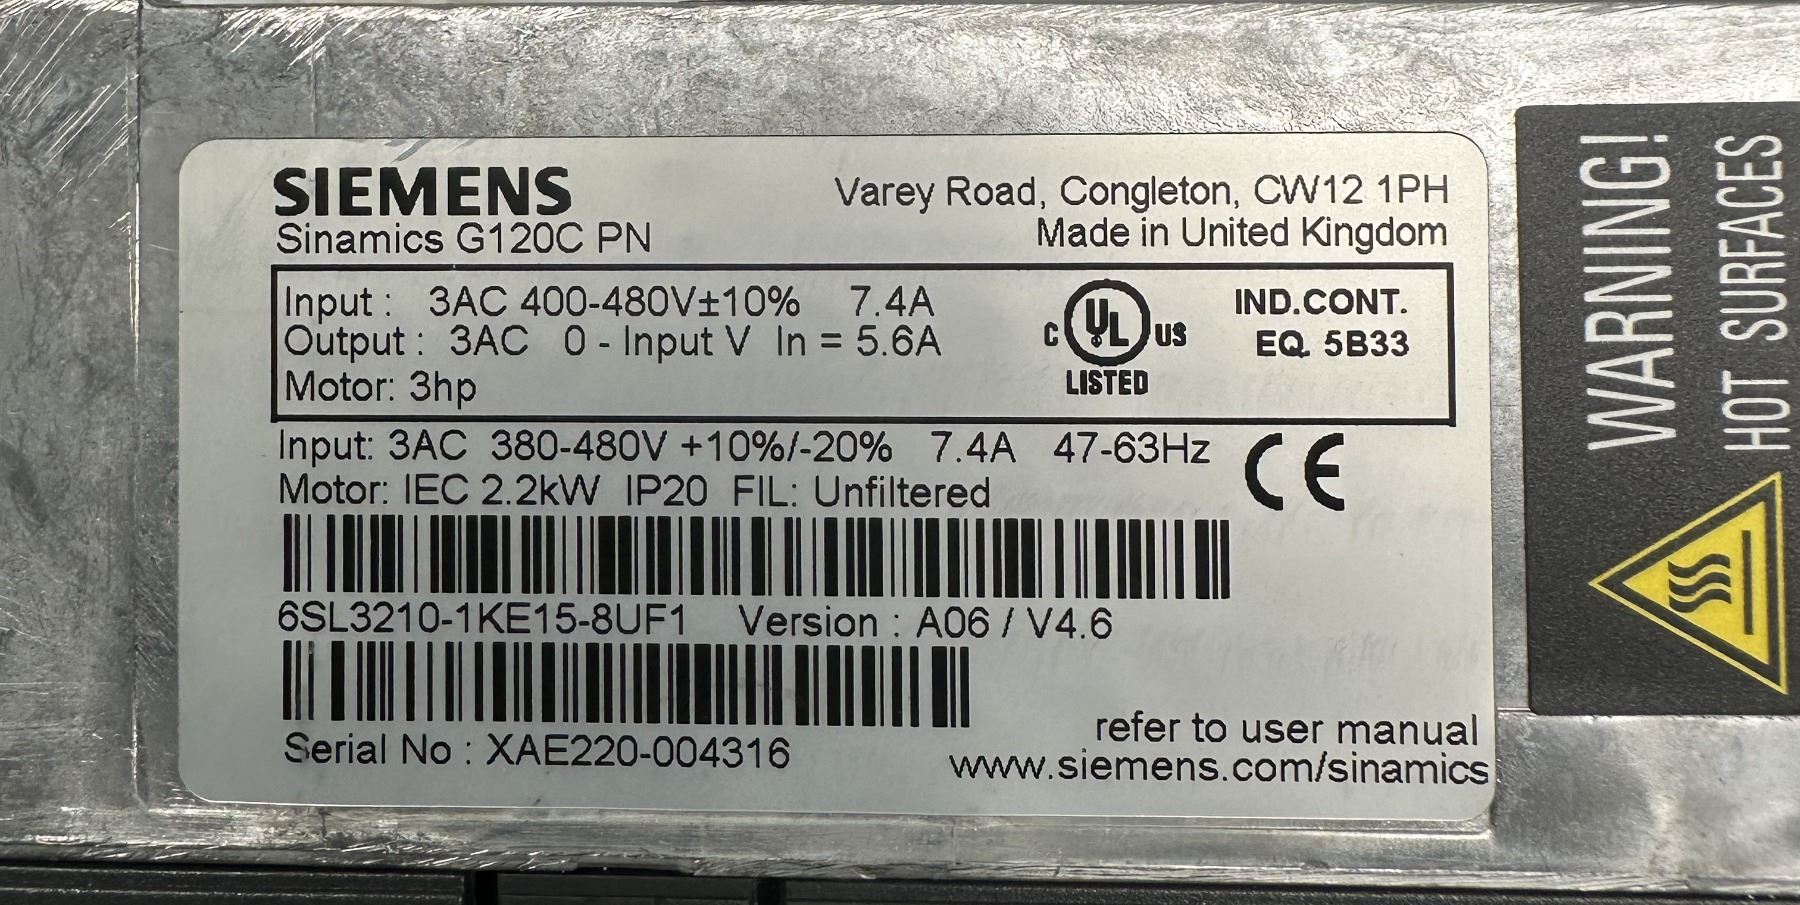 SIEMENS
Varey Road, Congleton, CW12 1PH
Sinamics G120C PN
Made in United Kingdom
Input : 3AC 400-480V±10% 7.4A
Output : 3AC 0 - Input V In = 5.6A
Motor: 3hp
C UL US
LISTED
IND.CONT.
EQ. 5B33
Input: 3AC 380-480V +10%/-20% 7.4A 47-63Hz
CE
Motor: IEC 2.2kW IP20 FIL: Unfiltered
6SL3210-1KE15-8UF1 Version : A06 / V4.6
Serial No : XAE220-004316
refer to user manual
www.siemens.com/sinamics
WARNING!
HOT SURFACES